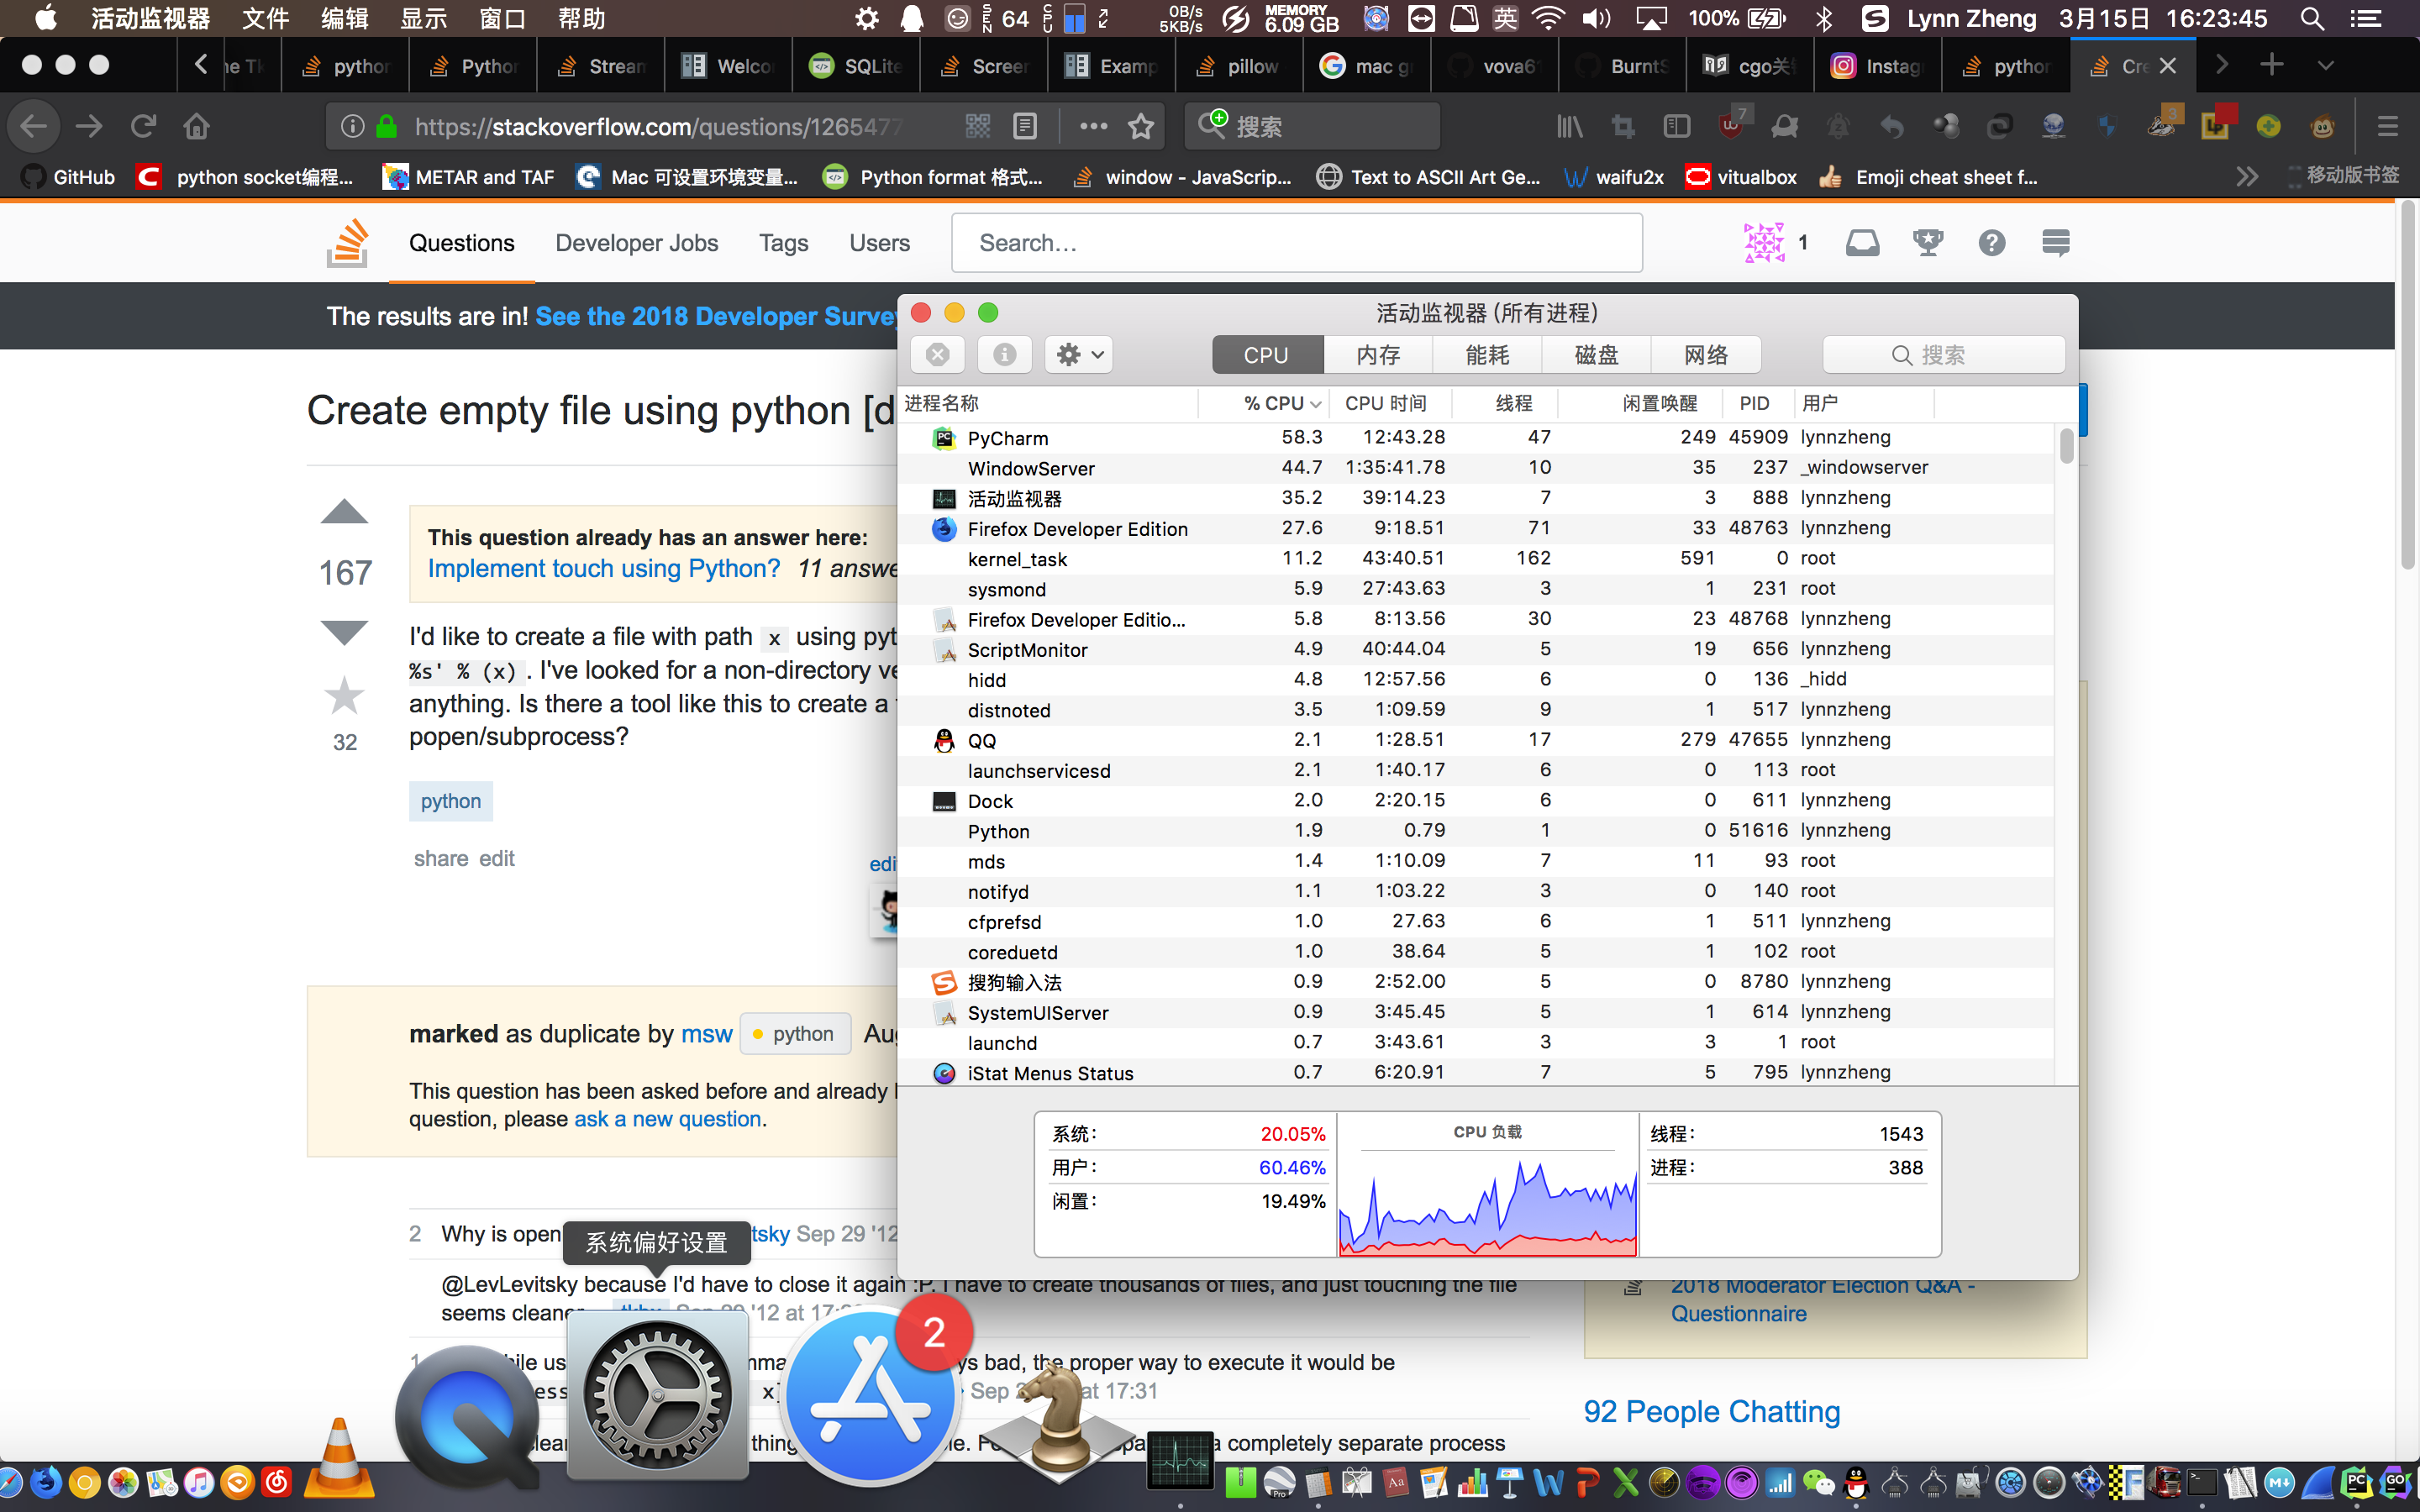 活动监视器 文件 编辑 显示 窗口 帮助
SEN 64 CPU 0B/s 5KB/s MEMORY 6.09 GB 英 100% Lynn Zheng 3月15日 16:23:45
python Python Stream SQLite Screen pillow mac cgo关 python
https://stackoverflow.com/questions/1265477
搜索
7 3
GitHub python socket编程... METAR and TAF Mac 可设置环境变量... Python format 格式... window - JavaScrip... Text to ASCII Art Ge... waifu2x vitualbox Emoji cheat sheet f... 移动版书签
Questions Developer Jobs Tags Users Search... 1
The results are in! See the 2018 Developer Survey
Create empty file using python [d
167
This question already has an answer here:
Implement touch using Python? 11 answe
I'd like to create a file with path x using pyt
%s' % (x) . I've looked for a non-directory ve
anything. Is there a tool like this to create a
popen/subprocess?
32
python
share edit
edi
marked as duplicate by msw python Au
This question has been asked before and already
question, please ask a new question.
2 Why is open tsky Sep 29 '12
@LevLevitsky because I'd have to close it again :P. I have to create thousands of files, and just touching the file
seems cleaner '12 at 17:
ys bad, the proper way to execute it would be
x at 17:31
thing a completely separate process
系统偏好设置
2
2018 Moderator Election Q&A -
Questionnaire
92 People Chatting
活动监视器 (所有进程)
CPU 内存 能耗 磁盘 网络 搜索
进程名称 % CPU CPU 时间 线程 闲置唤醒 PID 用户
PyCharm 58.3 12:43.28 47 249 45909 lynnzheng
WindowServer 44.7 1:35:41.78 10 35 237 _windowserver
活动监视器 35.2 39:14.23 7 3 888 lynnzheng
Firefox Developer Edition 27.6 9:18.51 71 33 48763 lynnzheng
kernel_task 11.2 43:40.51 162 591 0 root
sysmond 5.9 27:43.63 3 1 231 root
Firefox Developer Editio... 5.8 8:13.56 30 23 48768 lynnzheng
ScriptMonitor 4.9 40:44.04 5 19 656 lynnzheng
hidd 4.8 12:57.56 6 0 136 _hidd
distnoted 3.5 1:09.59 9 1 517 lynnzheng
QQ 2.1 1:28.51 17 279 47655 lynnzheng
launchservicesd 2.1 1:40.17 6 0 113 root
Dock 2.0 2:20.15 6 0 611 lynnzheng
Python 1.9 0.79 1 0 51616 lynnzheng
mds 1.4 1:10.09 7 11 93 root
notifyd 1.1 1:03.22 3 0 140 root
cfprefsd 1.0 27.63 6 1 511 lynnzheng
coreduetd 1.0 38.64 5 1 102 root
搜狗输入法 0.9 2:52.00 5 0 8780 lynnzheng
SystemUIServer 0.9 3:45.45 5 1 614 lynnzheng
launchd 0.7 3:43.61 3 3 1 root
iStat Menus Status 0.7 6:20.91 7 5 795 lynnzheng
系统: 20.05%
用户: 60.46%
闲置: 19.49%
CPU 负载
线程: 1543
进程: 388